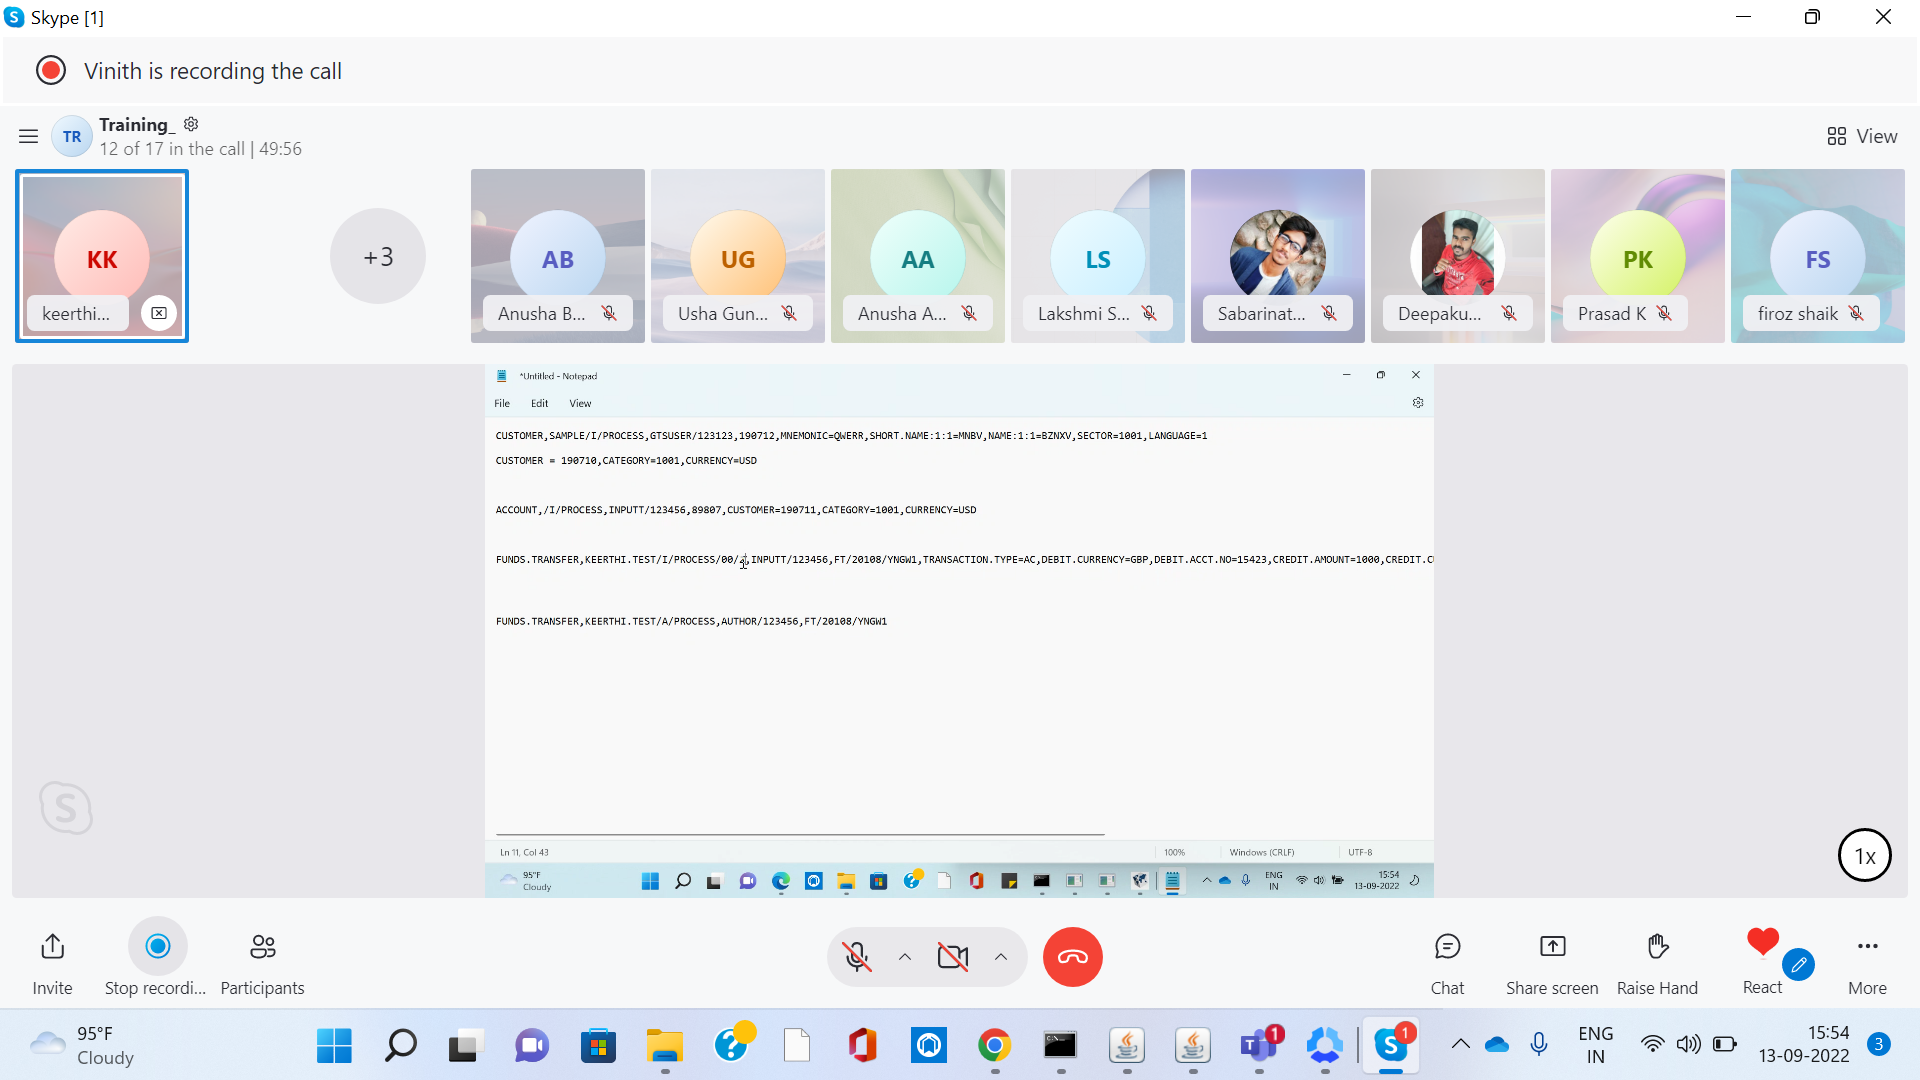 Skype [1]
Vinith is recording the call
TR
Training_
12 of 17 in the call | 49:56
View
KK
keerthi...
+3
AB
Anusha B...
UG
Usha Gun...
AA
Anusha A...
LS
Lakshmi S...
Sabarinat...
Deepaku...
PK
Prasad K
FS
firoz shaik
*Untitled - Notepad
File Edit View
CUSTOMER,SAMPLE/I/PROCESS,GTSUSER/123123,190712,MNEMONIC=QWERR,SHORT.NAME:1:1=MNBV,NAME:1:1=BZNXV,SECTOR=1001,LANGUAGE=1
CUSTOMER = 190710,CATEGORY=1001,CURRENCY=USD
ACCOUNT,/I/PROCESS,INPUTT/123456,89807,CUSTOMER=190711,CATEGORY=1001,CURRENCY=USD
FUNDS.TRANSFER,KEERTHI.TEST/I/PROCESS/00/ ,INPUTT/123456,FT/20108/YNGW1,TRANSACTION.TYPE=AC,DEBIT.CURRENCY=GBP,DEBIT.ACCT.NO=15423,CREDIT.AMOUNT=1000,CREDIT.CU
FUNDS.TRANSFER,KEERTHI.TEST/A/PROCESS,AUTHOR/123456,FT/20108/YNGW1
Ln 11, Col 43
100%
Windows (CRLF)
UTF-8
95°F
Cloudy
ENG
IN
15:54
13-09-2022
1x
Invite
Stop recordi...
Participants
Chat
Share screen
Raise Hand
React
More
95°F
Cloudy
1
1
ENG
IN
15:54
13-09-2022
3